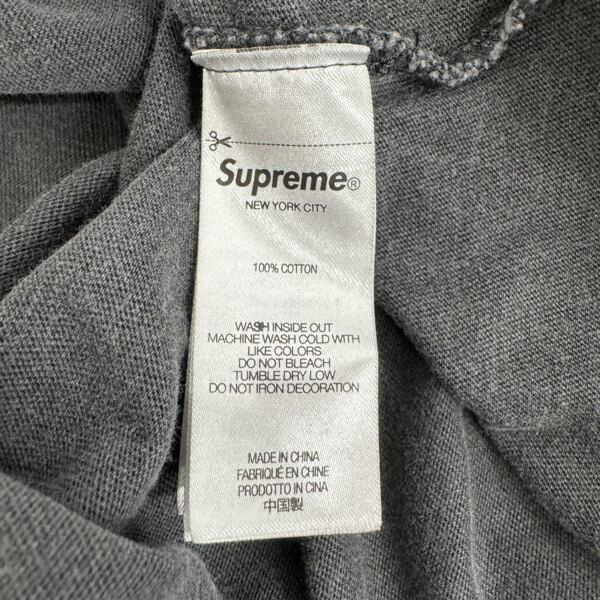 Supreme®
NEW YORK CITY
100% COTTON
WASH INSIDE OUT
MACHINE WASH COLD WITH
LIKE COLORS
DO NOT BLEACH
TUMBLE DRY LOW
DO NOT IRON DECORATION
MADE IN CHINA
FABRIQUÉ EN CHINE
PRODOTTO IN CINA
中国製